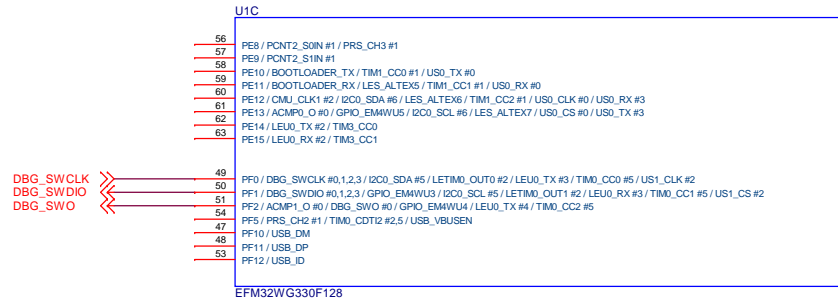 U1C
56 PE8 / PCNT2_S0IN #1 / PRS_CH3 #1
57 PE9 / PCNT2_S1IN #1
58 PE10 / BOOTLOADER_TX / TIM1_CC0 #1 / US0_TX #0
59 PE11 / BOOTLOADER_RX / LES_ALTEX5 / TIM1_CC1 #1 / US0_RX #0
60 PE12 / CMU_CLK1 #2 / I2C0_SDA #6 / LES_ALTEX6 / TIM1_CC2 #1 / US0_CLK #0 / US0_RX #3
61 PE13 / ACMP0_O #0 / GPIO_EM4WU5 / I2C0_SCL #6 / LES_ALTEX7 / US0_CS #0 / US0_TX #3
62 PE14 / LEU0_TX #2 / TIM3_CC0
63 PE15 / LEU0_RX #2 / TIM3_CC1
DBG_SWCLK 49 PF0 / DBG_SWCLK #0,1,2,3 / I2C0_SDA #5 / LETIM0_OUT0 #2 / LEU0_TX #3 / TIM0_CC0 #5 / US1_CLK #2
DBG_SWDIO 50 PF1 / DBG_SWDIO #0,1,2,3 / GPIO_EM4WU3 / I2C0_SCL #5 / LETIM0_OUT1 #2 / LEU0_RX #3 / TIM0_CC1 #5 / US1_CS #2
DBG_SWO 51 PF2 / ACMP1_O #0 / DBG_SWO #0 / GPIO_EM4WU4 / LEU0_TX #4 / TIM0_CC2 #5
54 PF5 / PRS_CH2 #1 / TIM0_CDTI2 #2,5 / USB_VBUSEN
47 PF10 / USB_DM
48 PF11 / USB_DP
53 PF12 / USB_ID
EFM32WG330F128